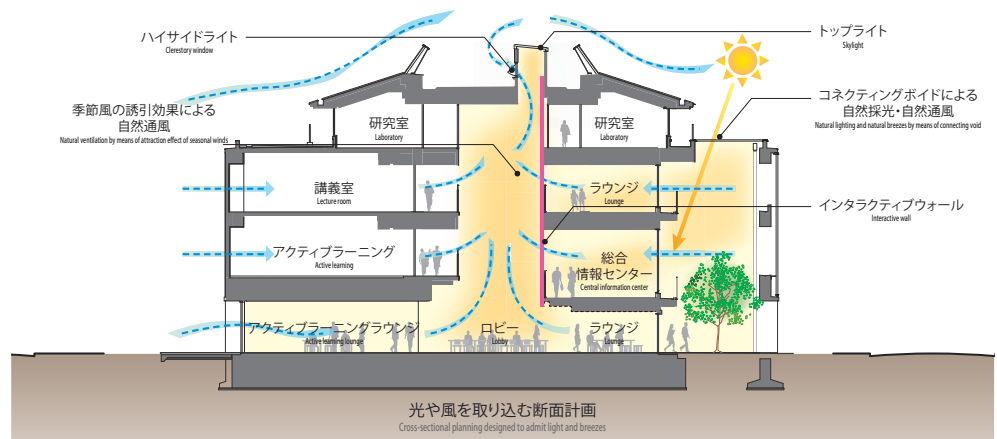 ハイサイドライト
Clerestory window
トップライト
Skylight
季節風の誘引効果による
自然通風
Natural ventilation by means of attraction effect of seasonal winds
コネクティングボイドによる
自然採光・自然通風
Natural lighting and natural breezes by means of connecting void
研究室
Laboratory
研究室
Laboratory
講義室
Lecture room
ラウンジ
Lounge
インタラクティブウォール
Interactive wall
アクティブラーニング
Active learning
総合
情報センター
Central information center
アクティブラーニングラウンジ
Active learning lounge
ロビー
Lobby
ラウンジ
Lounge
光や風を取り込む断面計画
Cross-sectional planning designed to admit light and breezes